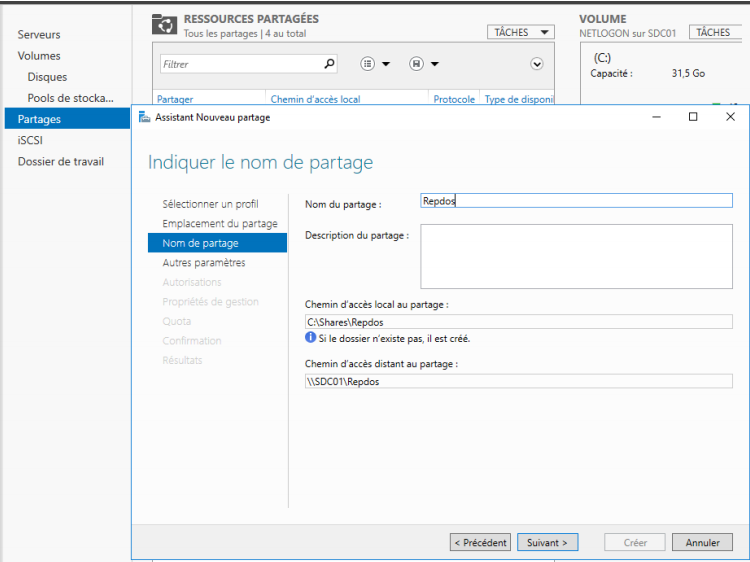 Serveurs
Volumes
Disques
Pools de stocka...
Partages
iSCSI
Dossier de travail
RESSOURCES PARTAGÉES
Tous les partages | 4 au total
TÂCHES
Filtrer
Partager Chemin d'accès local Protocole Type de disponi
VOLUME
NETLOGON sur SDC01
TÂCHES
(C:)
Capacité : 31,5 Go
Assistant Nouveau partage
Indiquer le nom de partage
Sélectionner un profil
Emplacement du partage
Nom de partage
Autres paramètres
Autorisations
Propriétés de gestion
Quota
Confirmation
Résultats
Nom du partage : Repdos
Description du partage :
Chemin d'accès local au partage :
C:\Shares\Repdos
Si le dossier n'existe pas, il est créé.
Chemin d'accès distant au partage :
\\SDC01\Repdos
< Précédent Suivant > Créer Annuler